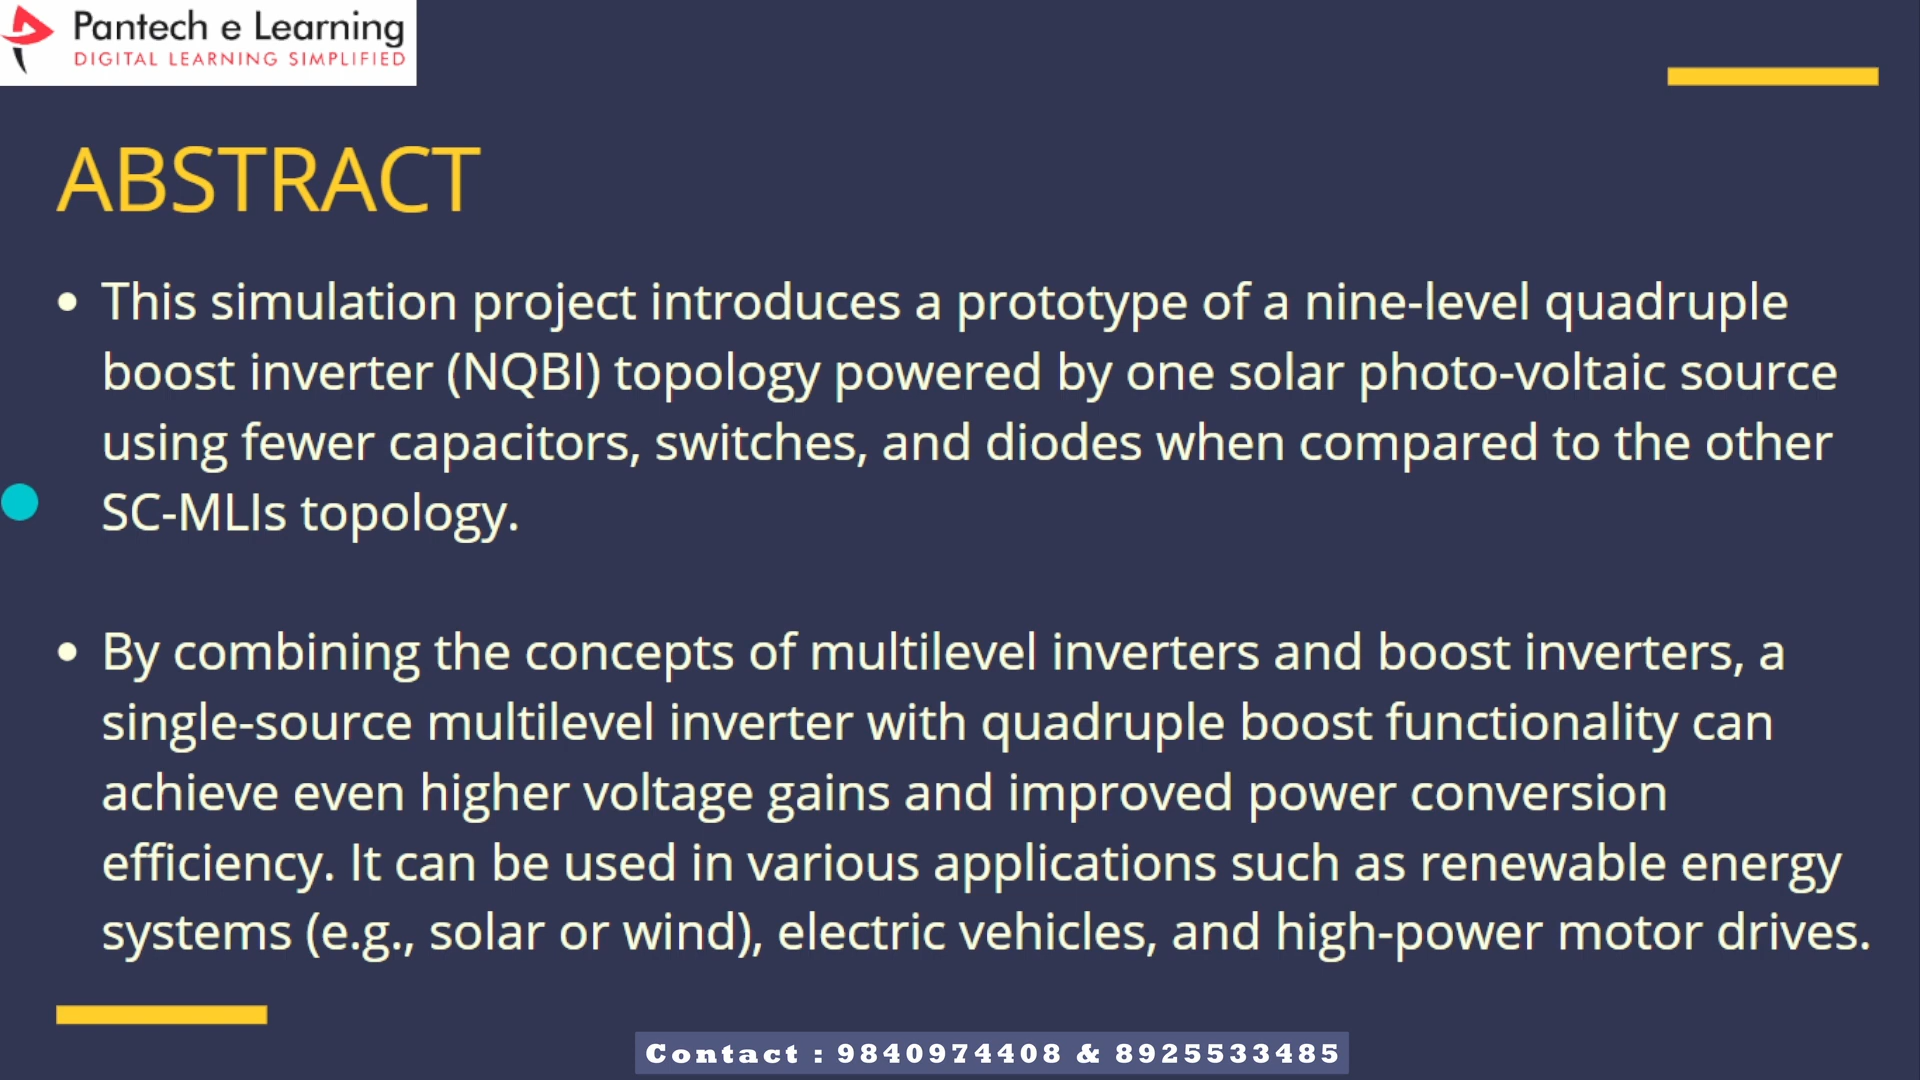 Pantech e Learning
DIGITAL LEARNING SIMPLIFIED
ABSTRACT
• This simulation project introduces a prototype of a nine-level quadruple
boost inverter (NQBI) topology powered by one solar photo-voltaic source
using fewer capacitors, switches, and diodes when compared to the other
SC-MLIs topology.
• By combining the concepts of multilevel inverters and boost inverters, a
single-source multilevel inverter with quadruple boost functionality can
achieve even higher voltage gains and improved power conversion
efficiency. It can be used in various applications such as renewable energy
systems (e.g., solar or wind), electric vehicles, and high-power motor drives.
Contact : 9840974408 & 8925533485